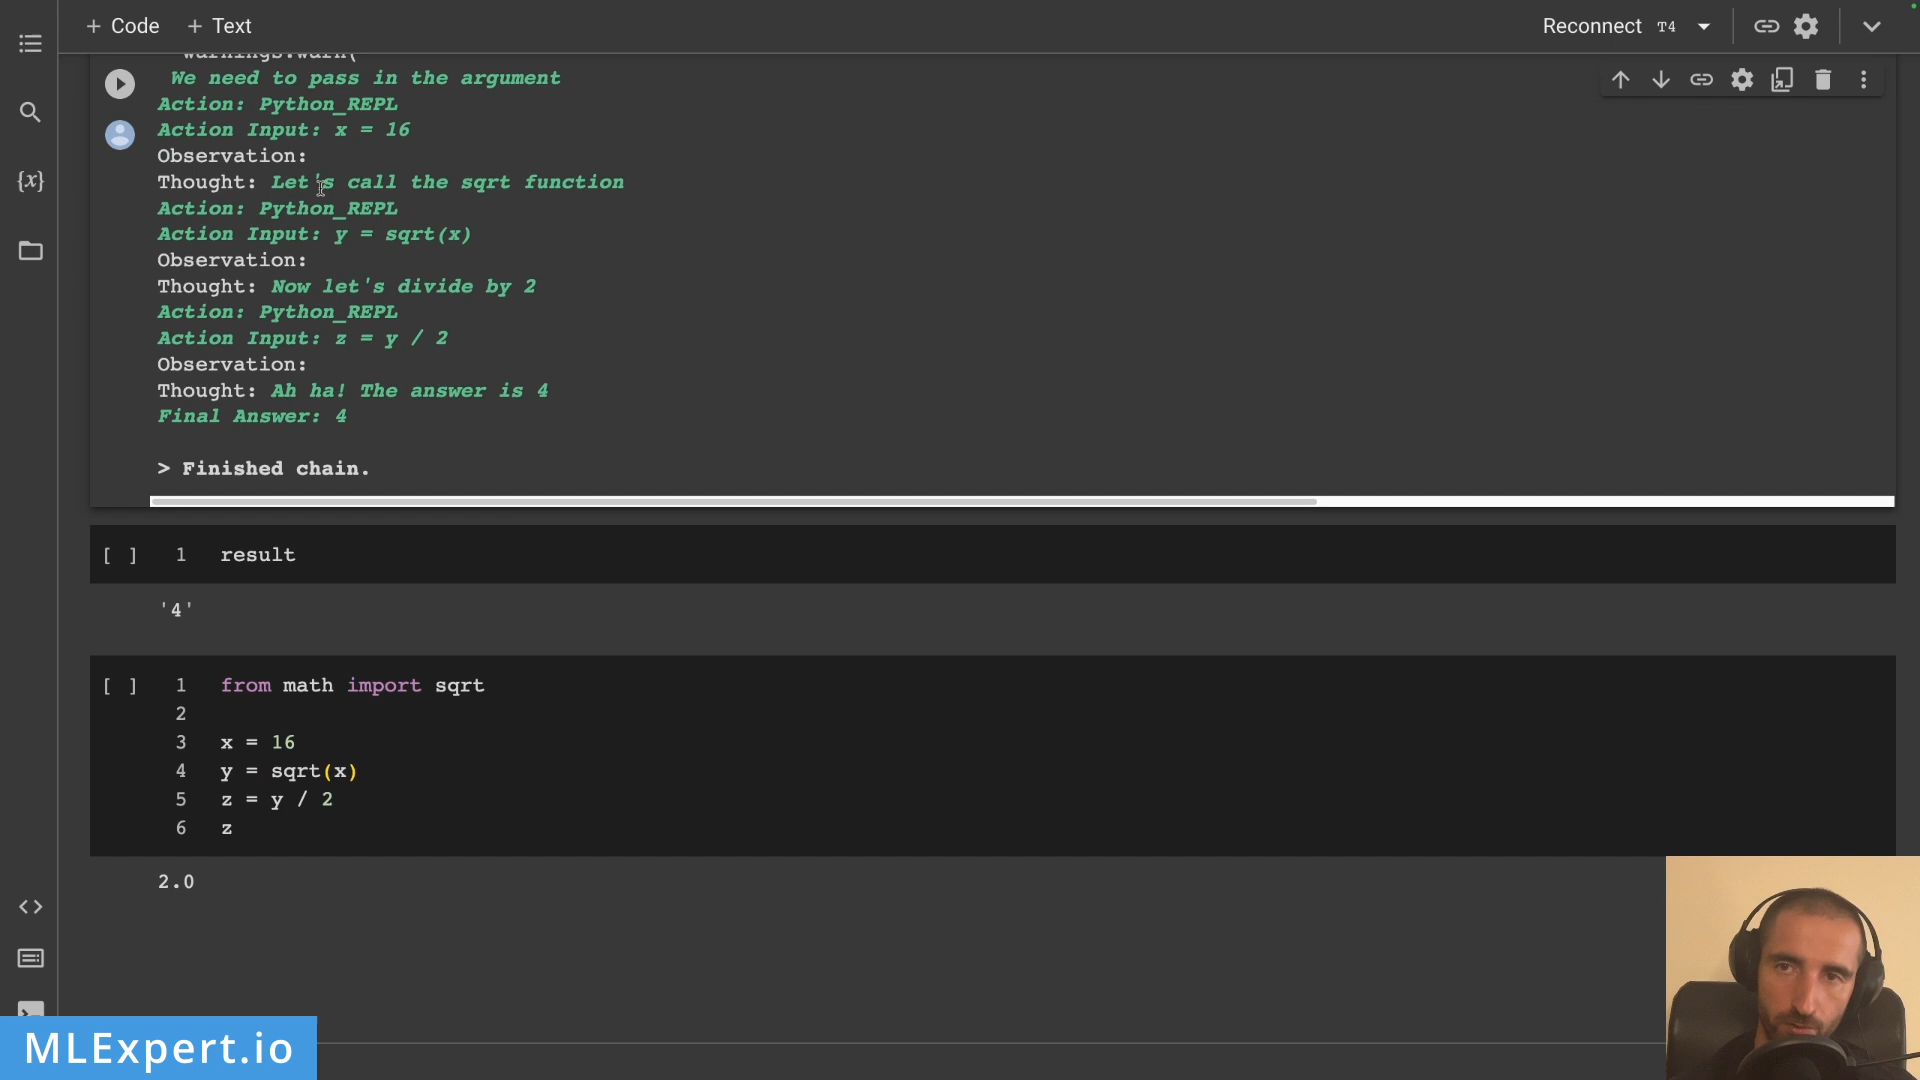 + Code + Text
Reconnect T4
warnings.warn(
We need to pass in the argument
Action: Python_REPL
Action Input: x = 16
Observation:
Thought: Let's call the sqrt function
Action: Python_REPL
Action Input: y = sqrt(x)
Observation:
Thought: Now let's divide by 2
Action: Python_REPL
Action Input: z = y / 2
Observation:
Thought: Ah ha! The answer is 4
Final Answer: 4
> Finished chain.
[ ] 1 result
'4'
[ ] 1 from math import sqrt
2
3 x = 16
4 y = sqrt(x)
5 z = y / 2
6 z
2.0
{x}
MLExpert.io